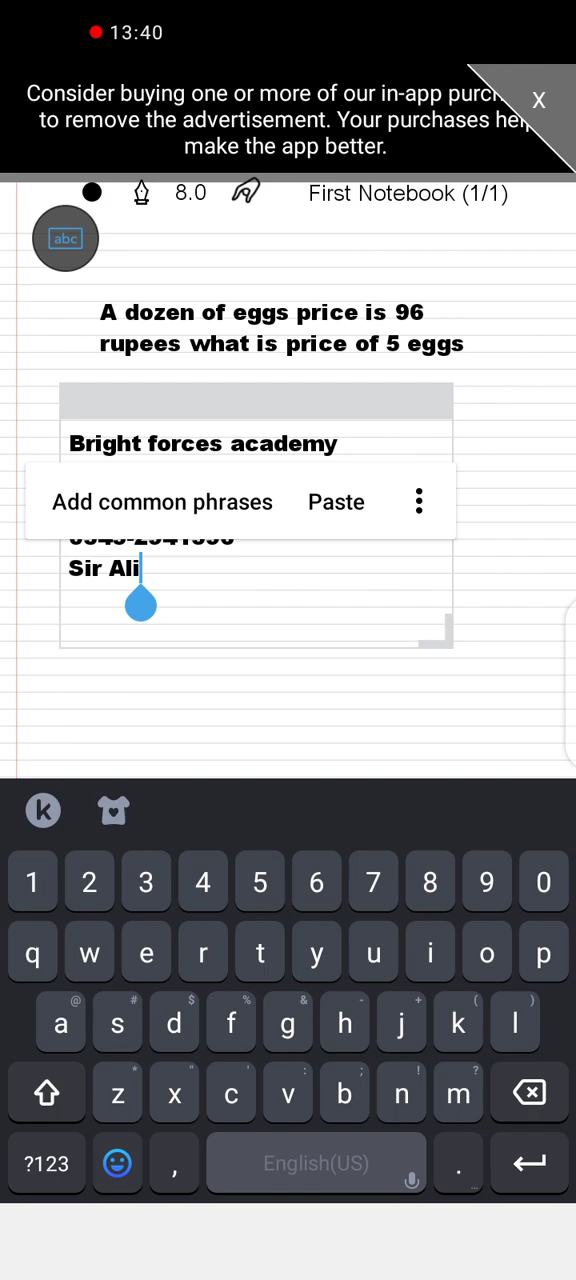 13:40
Consider buying one or more of our in-app
to remove the advertisement. Your purchases help
make the app better.
X
8.0 First Notebook (1/1)
abc
A dozen of eggs price is 96
rupees what is price of 5 eggs
Bright forces academy
Add common phrases Paste
Sir Ali
k
1 2 3 4 5 6 7 8 9 0
q w e r t y u i o p
@ # $ % & - + ( )
a s d f g h j k l
* " ' : ; ! ?
z x c v b n m
?123 , English(US) .